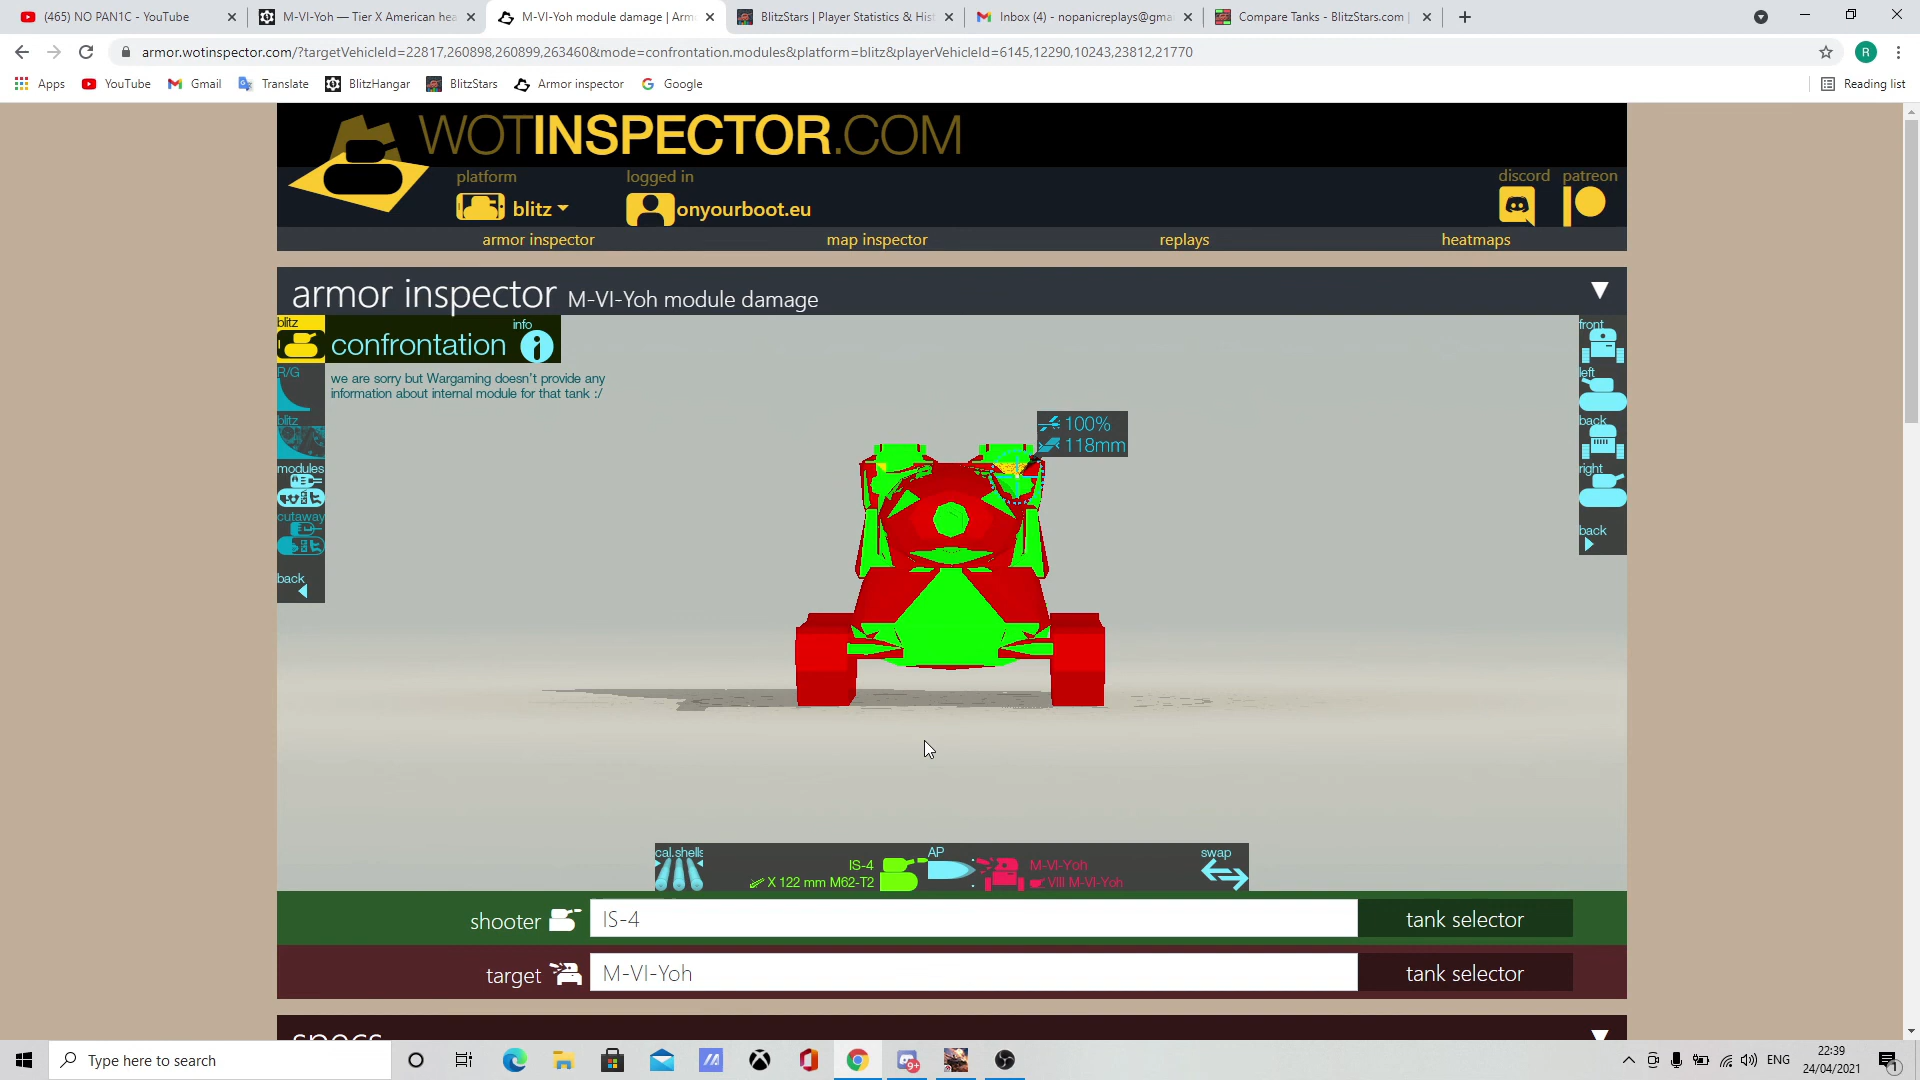 (465) NO PAN1C - YouTube
M-VI-Yoh — Tier X American hea
M-VI-Yoh module damage | Arm
BlitzStars | Player Statistics & Hist
Inbox (4) - nopanicreplays@gma
Compare Tanks - BlitzStars.com |
armor.wotinspector.com/?targetVehicleId=22817,260898,260899,263460&mode=confrontation.modules&platform=blitz&playerVehicleId=6145,12290,10243,23812,21770
R
Apps YouTube Gmail Translate BlitzHangar BlitzStars Armor inspector Google Reading list
WOTINSPECTOR.COM
platform logged in discord patreon
blitz onyourboot.eu
armor inspector map inspector replays heatmaps
armor inspector M-VI-Yoh module damage
blitz
confrontation info
R/G
we are sorry but Wargaming doesn't provide any
information about internal module for that tank :/
blitz
modules
cutaway
back
100%
118mm
front
left
back
right
back
cal.shells
IS-4
X 122 mm M62-T2
AP
M-VI-Yoh
VIII M-VI-Yoh
swap
shooter IS-4 tank selector
target M-VI-Yoh tank selector
specs
Type here to search
9+
ENG
22:39
24/04/2021
1